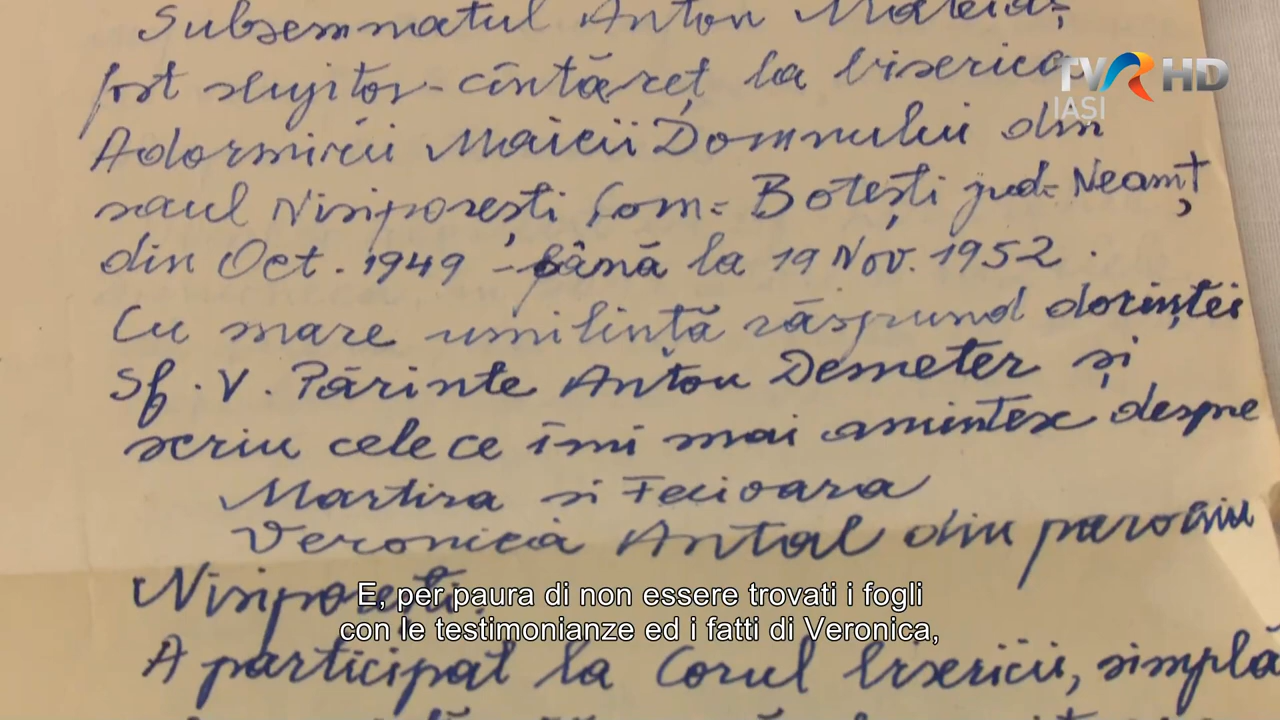 Subsemnatul Anton Mataiaș
fost slujitor-cîntăreț la biserica
Adormirii Maicii Domnului din
satul Nisiporești, Com= Botești jud= Neamț
din Oct. 1949 - până la 19 Nov. 1952.
Cu mare umilință răspund dorinței
Sf. V. Părinte Anton Demeter și
scriu cele ce îmi mai amintesc despre
Martira si Fecioara
Veronica Antal din parohia
Nisiporești.
A participat la Corul bisericii, simplă
TVR HD
IAȘI
E, per paura di non essere trovati i fogli
con le testimonianze ed i fatti di Veronica,